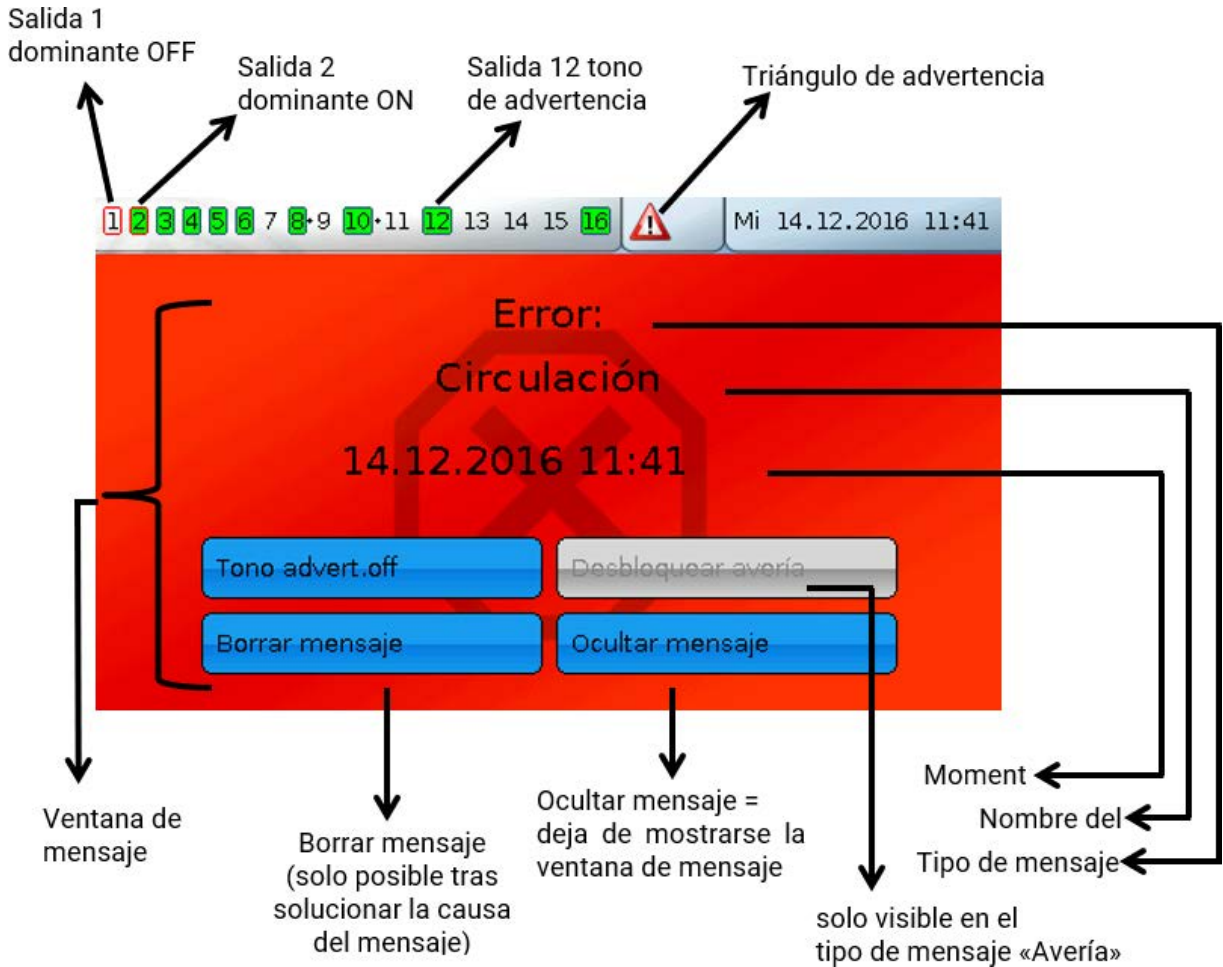 Salida 1
dominante OFF
Salida 2
dominante ON
Salida 12 tono
de advertencia
Triángulo de advertencia
1 2 3 4 5 6 7 8+9 10+11 12 13 14 15 16
Mi 14.12.2016 11:41
Error:
Circulación
14.12.2016 11:41
Tono advert.off
Desbloquear avería
Borrar mensaje
Ocultar mensaje
Ventana de
mensaje
Borrar mensaje
(solo posible tras
solucionar la causa
del mensaje)
Ocultar mensaje =
deja de mostrarse la
ventana de mensaje
Moment
Nombre del
Tipo de mensaje
solo visible en el
tipo de mensaje «Avería»